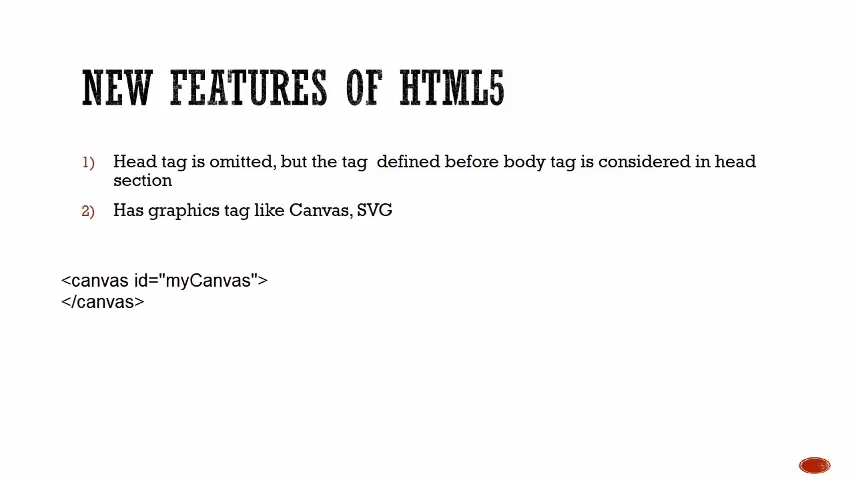 NEW FEATURES OF HTML5
1) Head tag is omitted, but the tag defined before body tag is considered in head
section
2) Has graphics tag like Canvas, SVG
<canvas id="myCanvas">
</canvas>